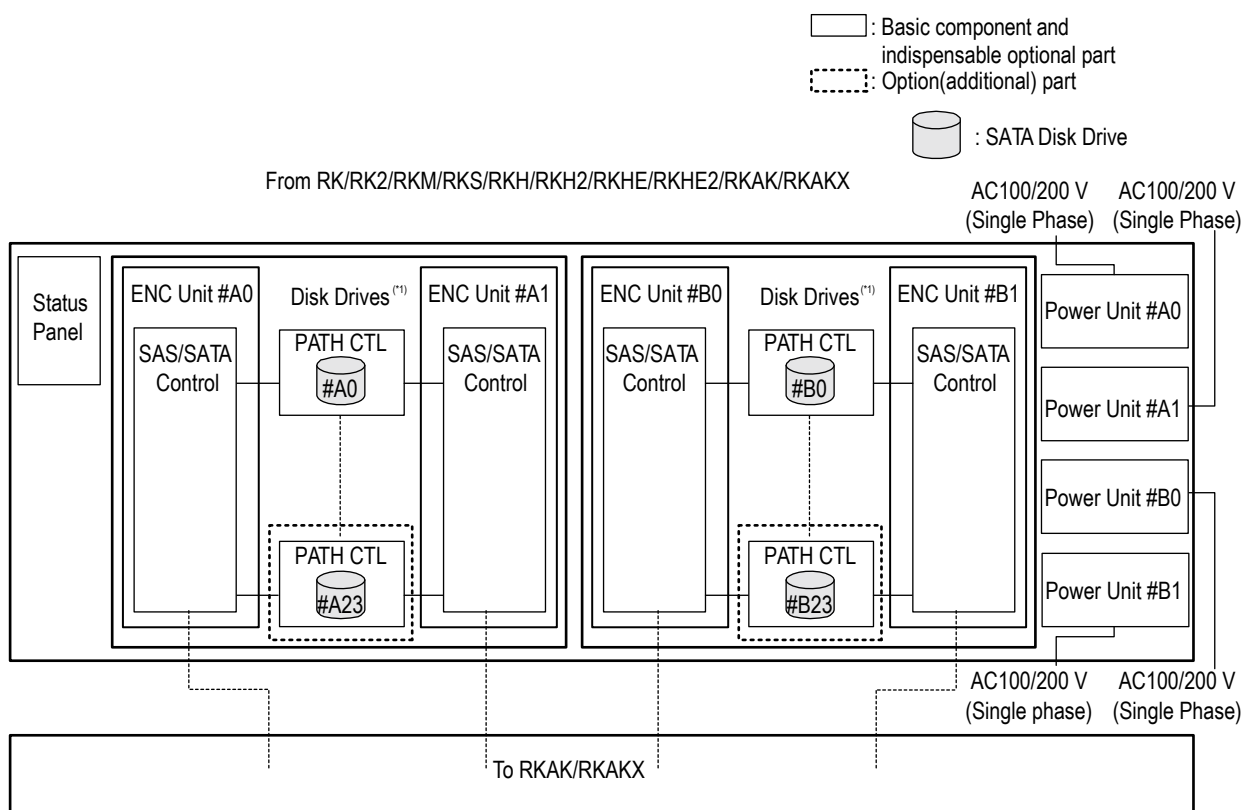 : Basic component and
indispensable optional part
: Option(additional) part
: SATA Disk Drive
From RK/RK2/RKM/RKS/RKH/RKH2/RKHE/RKHE2/RKAK/RKAKX
AC100/200 V
(Single Phase)
AC100/200 V
(Single Phase)
Status
Panel
ENC Unit #A0
Disk Drives (*1)
ENC Unit #A1
SAS/SATA
Control
PATH CTL
#A0
SAS/SATA
Control
PATH CTL
#A23
ENC Unit #B0
Disk Drives (*1)
ENC Unit #B1
SAS/SATA
Control
PATH CTL
#B0
SAS/SATA
Control
PATH CTL
#B23
Power Unit #A0
Power Unit #A1
Power Unit #B0
Power Unit #B1
AC100/200 V
(Single phase)
AC100/200 V
(Single Phase)
To RKAK/RKAKX